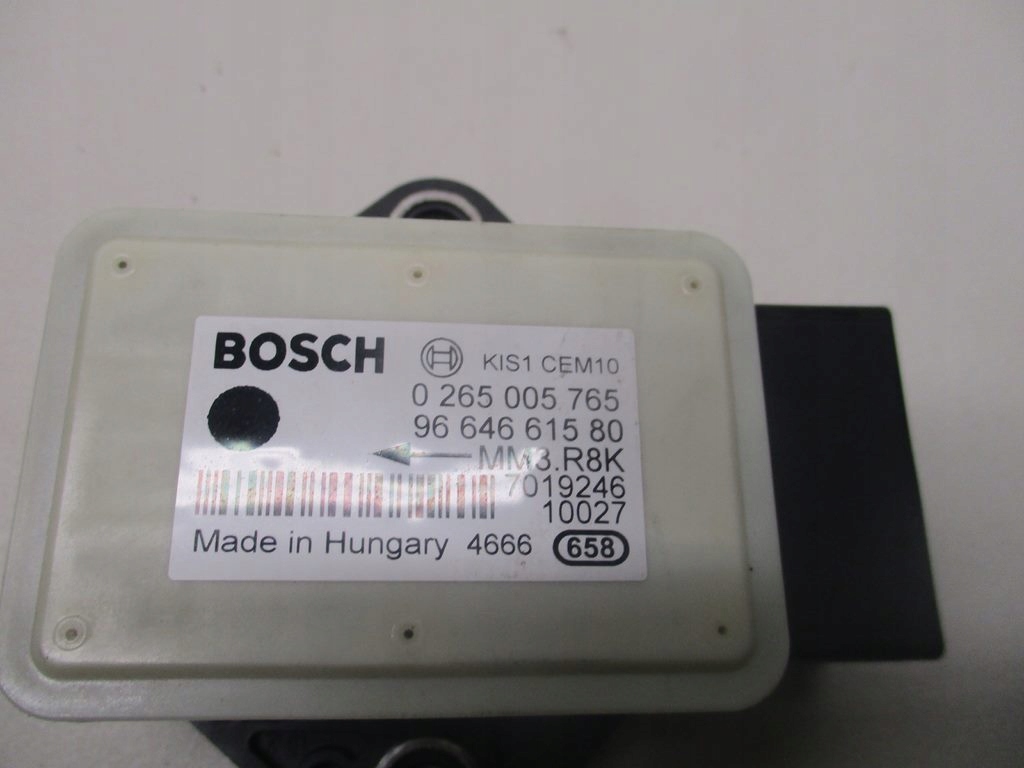 BOSCH KIS1 CEM10
0 265 005 765
96 646 615 80
MM3.R8K
7019246
10027
Made in Hungary 4666 658